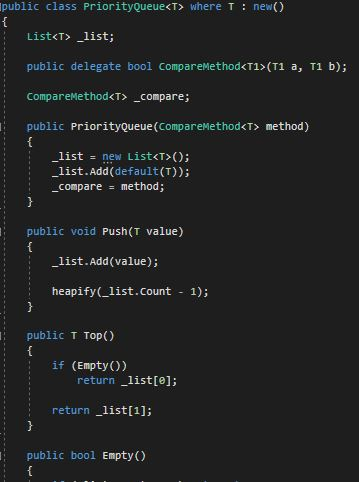 public class PriorityQueue<T> where T : new()
{
List<T> _list;
public delegate bool CompareMethod<T1>(T1 a, T1 b);
CompareMethod<T> _compare;
public PriorityQueue(CompareMethod<T> method)
{
_list = new List<T>();
_list.Add(default(T));
_compare = method;
}
public void Push(T value)
{
_list.Add(value);
heapify(_list.Count - 1);
}
public T Top()
{
if (Empty())
return _list[0];
return _list[1];
}
public bool Empty()
{